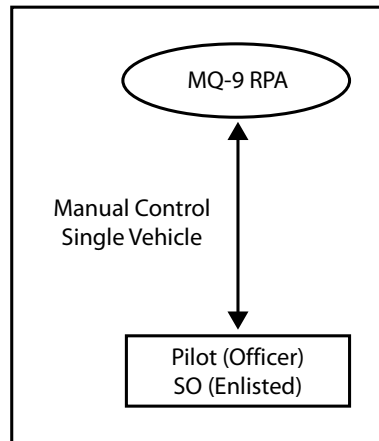 MQ-9 RPA
Manual Control
Single Vehicle
Pilot (Officer)
SO (Enlisted)